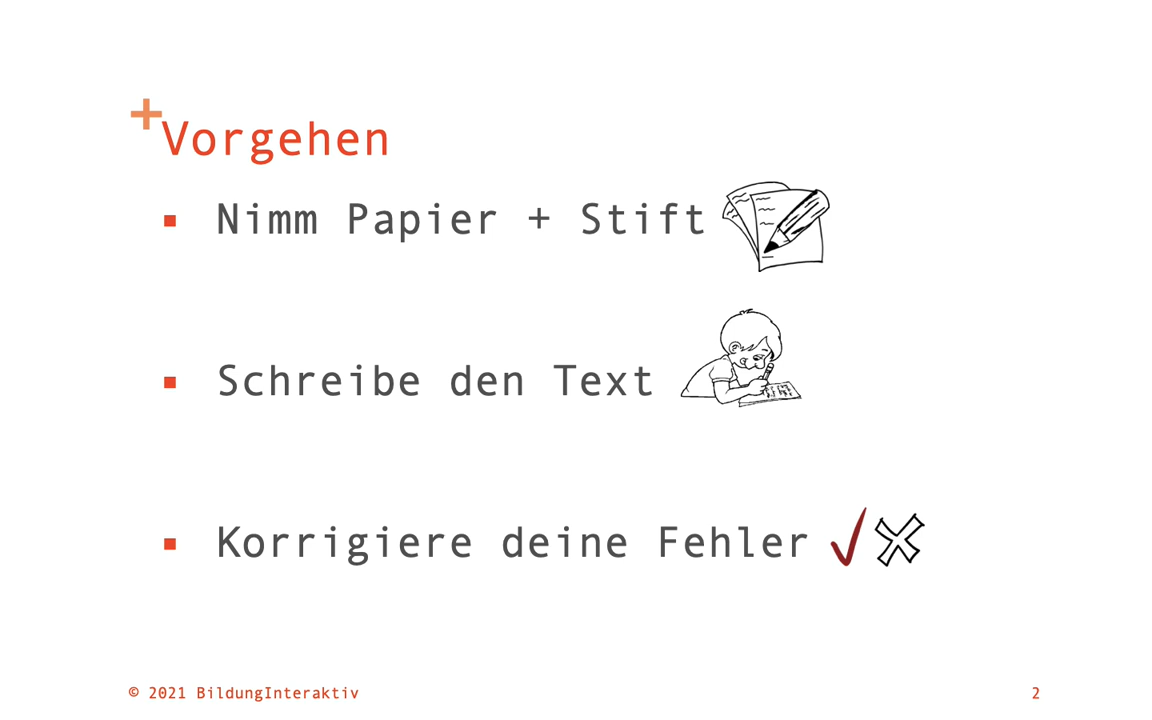 Vorgehen
▪ Nimm Papier + Stift
▪ Schreibe den Text
▪ Korrigiere deine Fehler
© 2021 BildungInteraktiv
2